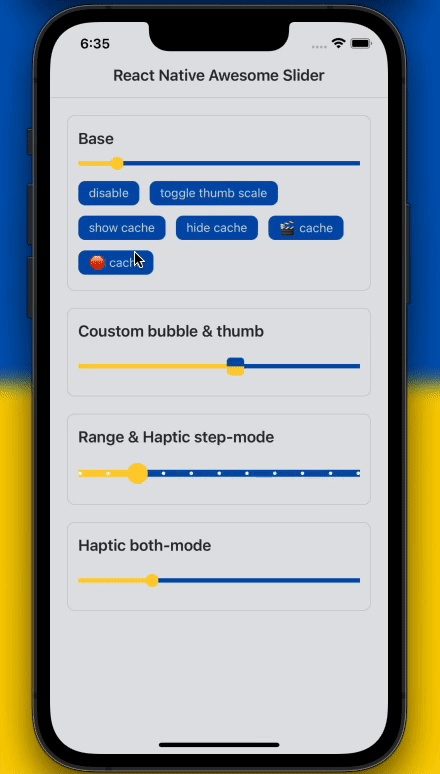 6:35
React Native Awesome Slider
Base
disable toggle thumb scale
show cache hide cache 🎬 cache
🛑 cache
Coustom bubble & thumb
Range & Haptic step-mode
Haptic both-mode